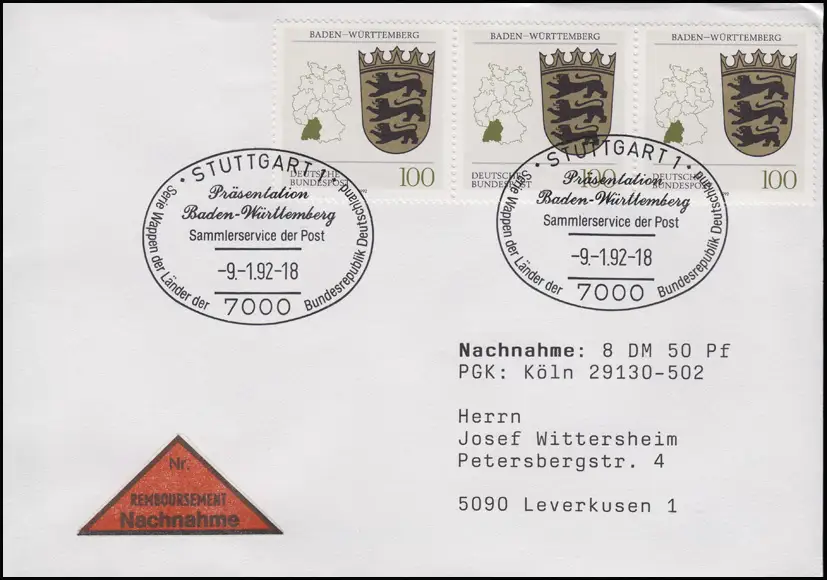 BADEN-WÜRTTEMBERG
DEUTSCHE
BUNDESPOST
100
BADEN-WÜRTTEMBERG
DEUTSCHE
BUNDESPOST
100
BADEN-WÜRTTEMBERG
BUNDESPOST
100
· STUTTGART 1 ·
Präsentation
Baden-Württemberg
Sammlerservice der Post
-9.-1.92-18
7000
Serie Wappen der Länder der Bundesrepublik Deutschland
· STUTTGART 1 ·
Präsentation
Baden-Württemberg
Sammlerservice der Post
-9.-1.92-18
7000
Serie Wappen der Länder der Bundesrepublik Deutschland
Nachnahme: 8 DM 50 Pf
PGK: Köln 29130-502
Herrn
Josef Wittersheim
Petersbergstr. 4
5090 Leverkusen 1
Nr.
REMBOURSEMENT
Nachnahme